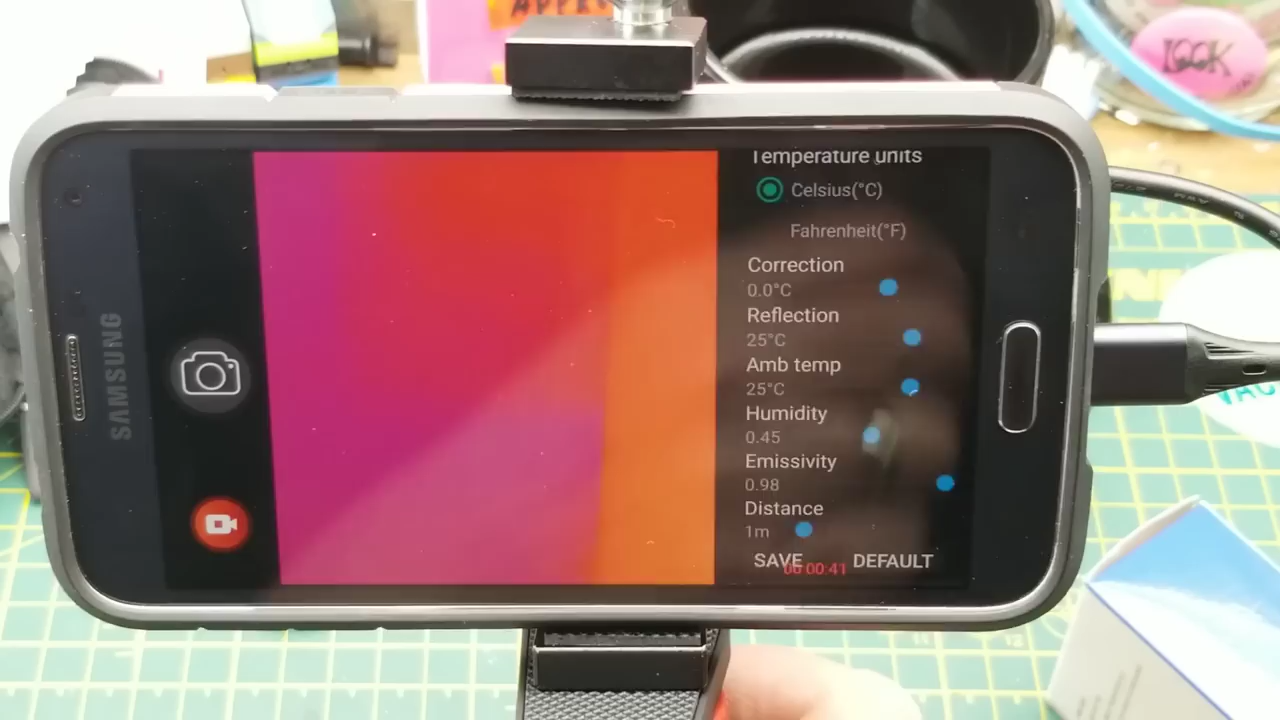 LOOK
SAMSUNG
Temperature units
Celsius(°C)
Fahrenheit(°F)
Correction
0.0°C
Reflection
25°C
Amb temp
25°C
Humidity
0.45
Emissivity
0.98
Distance
1m
SAVE
DEFAULT
00:00:41